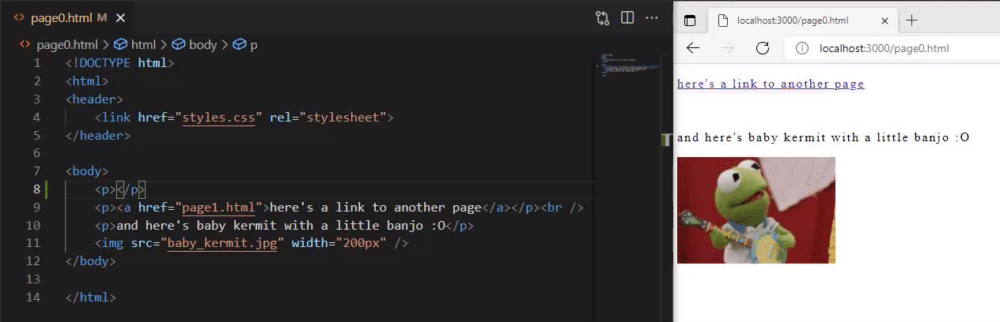 page0.html M
page0.html > html > body > p
1 <!DOCTYPE html>
2 <html>
3 <header>
4 <link href="styles.css" rel="stylesheet">
5 </header>
6
7 <body>
8 <p></p>
9 <p><a href="page1.html">here's a link to another page</a></p><br />
10 <p>and here's baby kermit with a little banjo :O</p>
11 <img src="baby_kermit.jpg" width="200px" />
12 </body>
13
14 </html>
localhost:3000/page0.html
localhost:3000/page0.html
here's a link to another page
and here's baby kermit with a little banjo :O